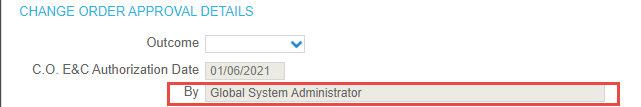 CHANGE ORDER APPROVAL DETAILS
Outcome
C.O. E&C Authorization Date 01/06/2021
By Global System Administrator